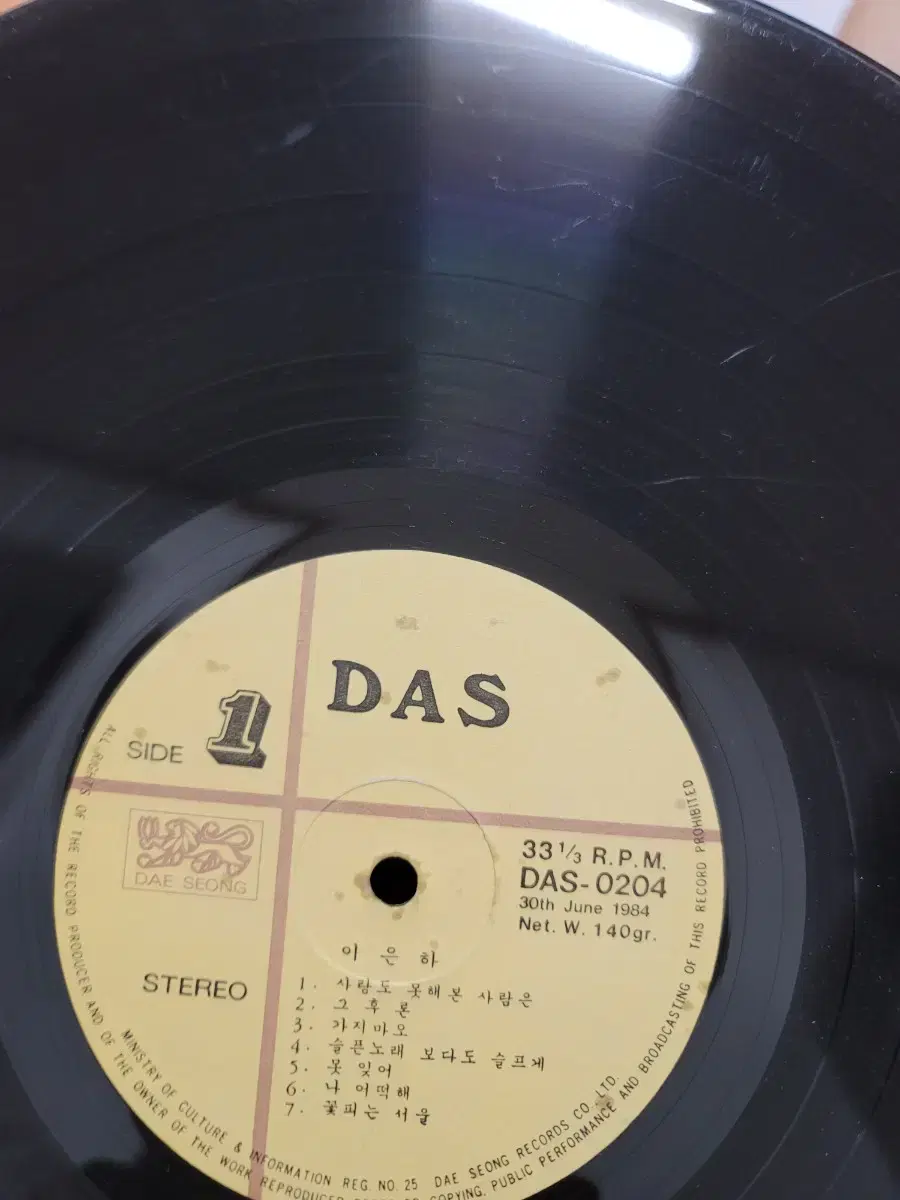 DAS
SIDE 1
DAE SEONG
STEREO
33 1/3 R.P.M.
DAS-0204
30th June 1984
Net. W. 140gr.
이 은 하
1. 사랑도 못해 본 사람은
2. 그 후 론
3. 가지마오
4. 슬픈노래 보다도 슬프게
5. 못 잊어
6. 나 어떡해
7. 꽃피는 서울
ALL RIGHTS OF THE RECORD PRODUCER AND OF THE OWNER OF THE WORK REPRODUCED COPYING, PUBLIC PERFORMANCE AND BROADCASTING OF THIS RECORD PROHIBITED
MINISTRY OF CULTURE & INFORMATION REG. NO. 25 DAE SEONG RECORDS CO. LTD.